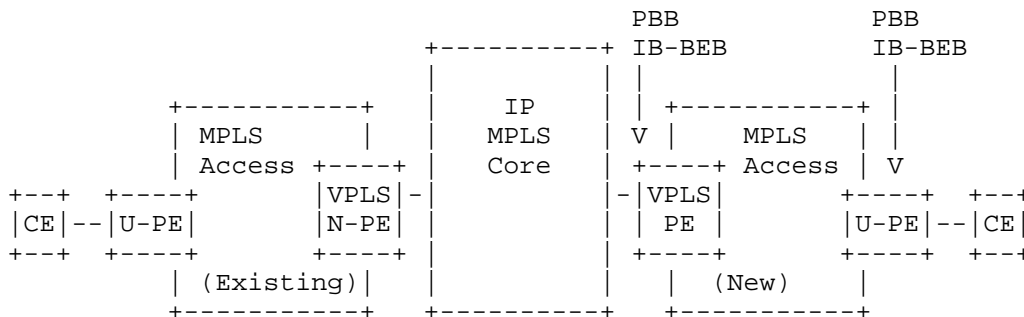 PBB PBB
IB-BEB IB-BEB
IP
MPLS MPLS V MPLS
Access Core Access V
VPLS VPLS
CE U-PE N-PE PE U-PE CE
(Existing) (New)